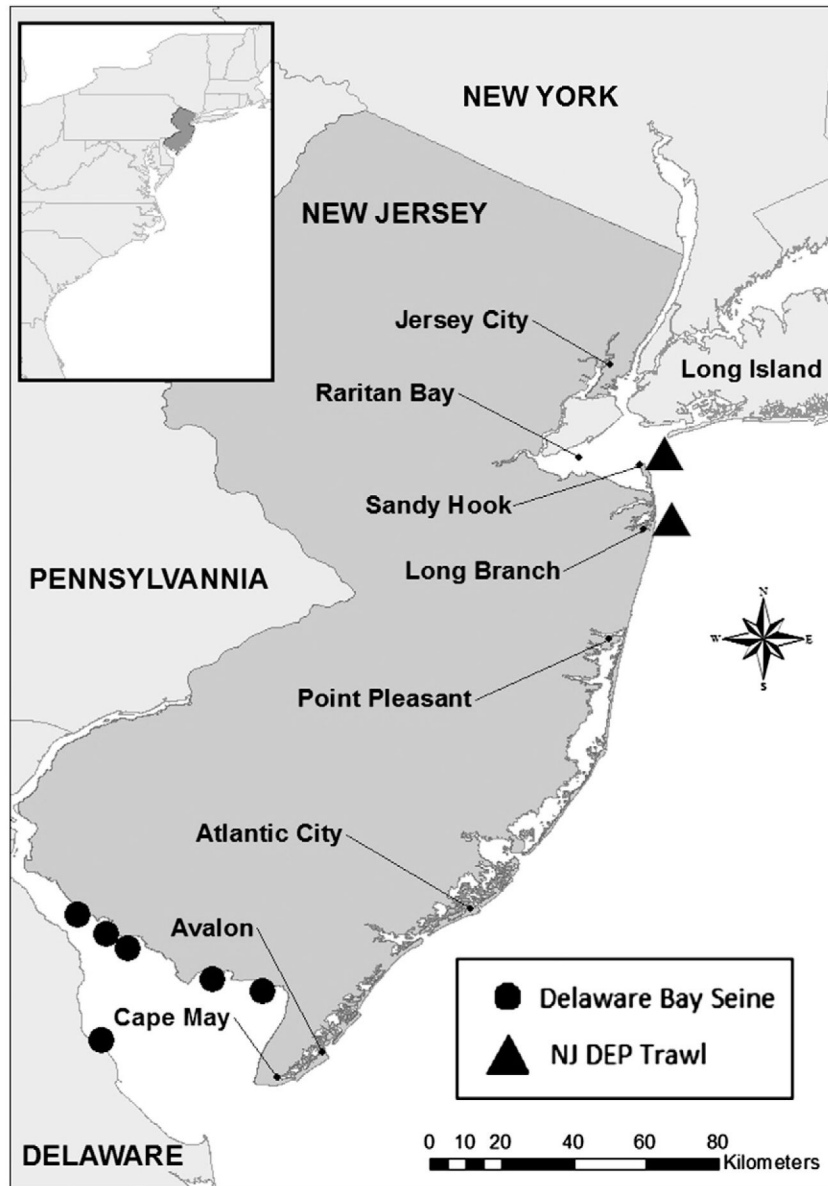 NEW YORK
NEW JERSEY
Jersey City
Long Island
Raritan Bay
Sandy Hook
Long Branch
PENNSYLVANNIA
N
W E
S
Point Pleasant
Atlantic City
Avalon
Cape May
Delaware Bay Seine
NJ DEP Trawl
DELAWARE
0 10 20 40 60 80
Kilometers